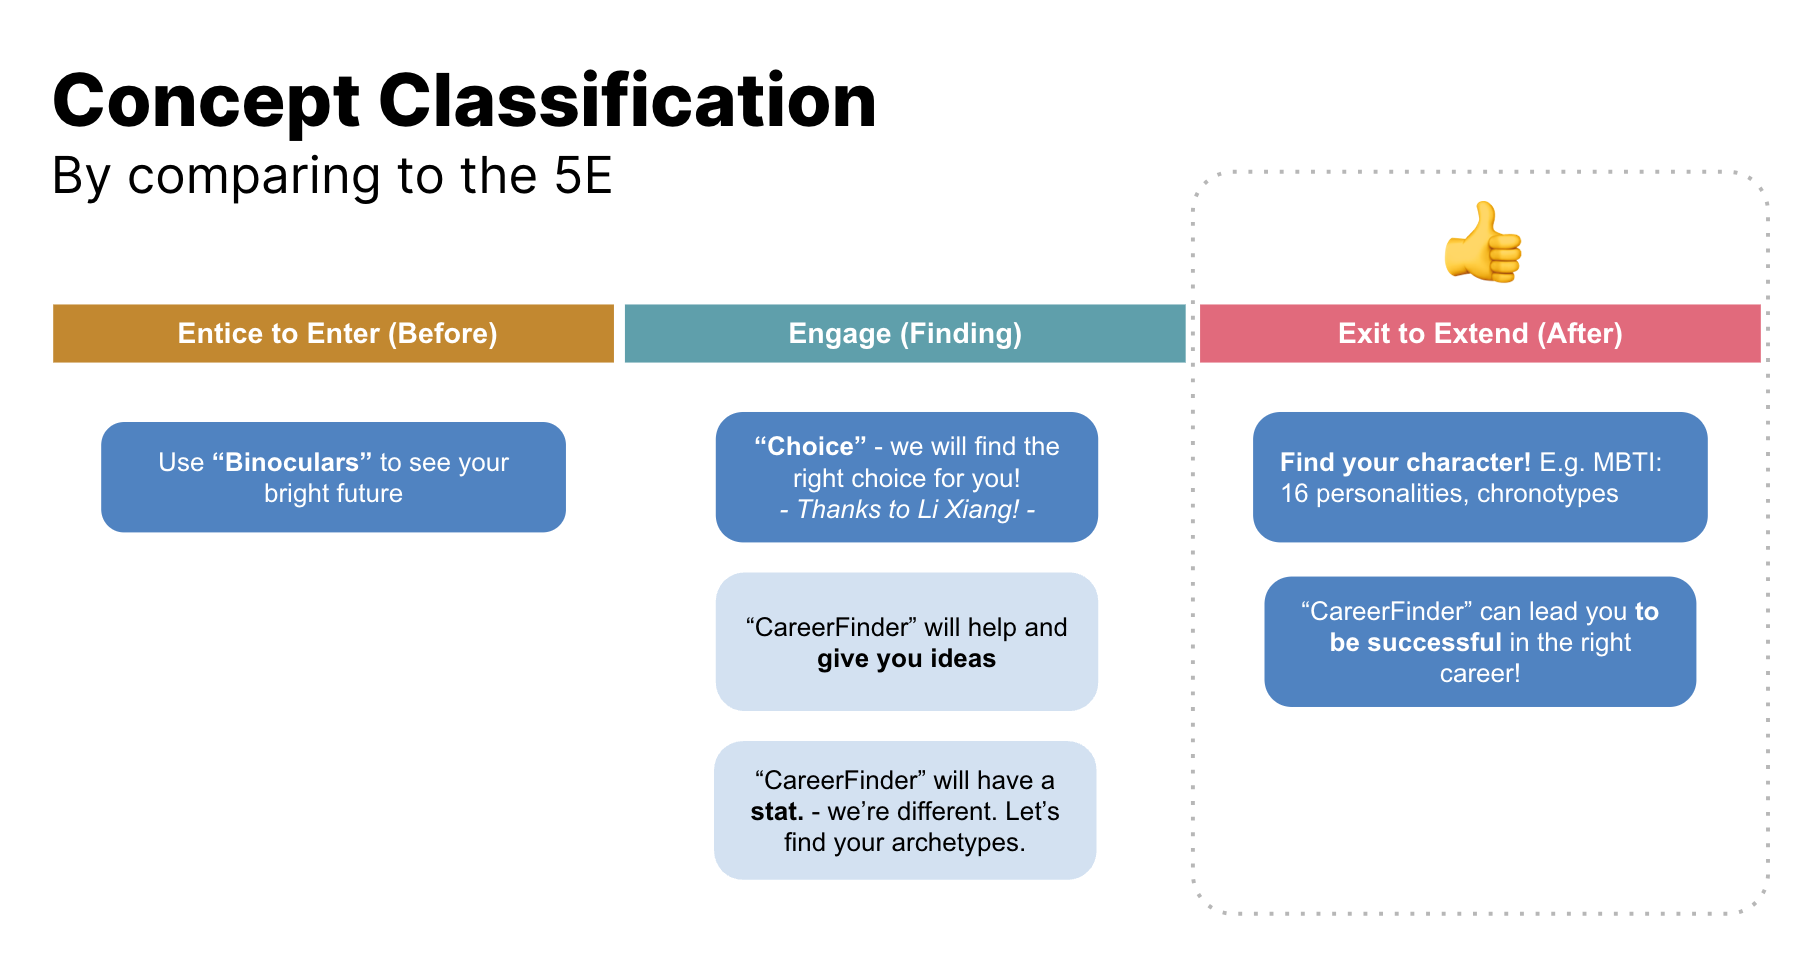 Concept Classification
By comparing to the 5E
Entice to Enter (Before)
Use “Binoculars” to see your
bright future
Engage (Finding)
“Choice” - we will find the
right choice for you!
- Thanks to Li Xiang! -
“CareerFinder” will help and
give you ideas
“CareerFinder” will have a
stat. - we’re different. Let’s
find your archetypes.
Exit to Extend (After)
Find your character! E.g. MBTI:
16 personalities, chronotypes
“CareerFinder” can lead you to
be successful in the right
career!